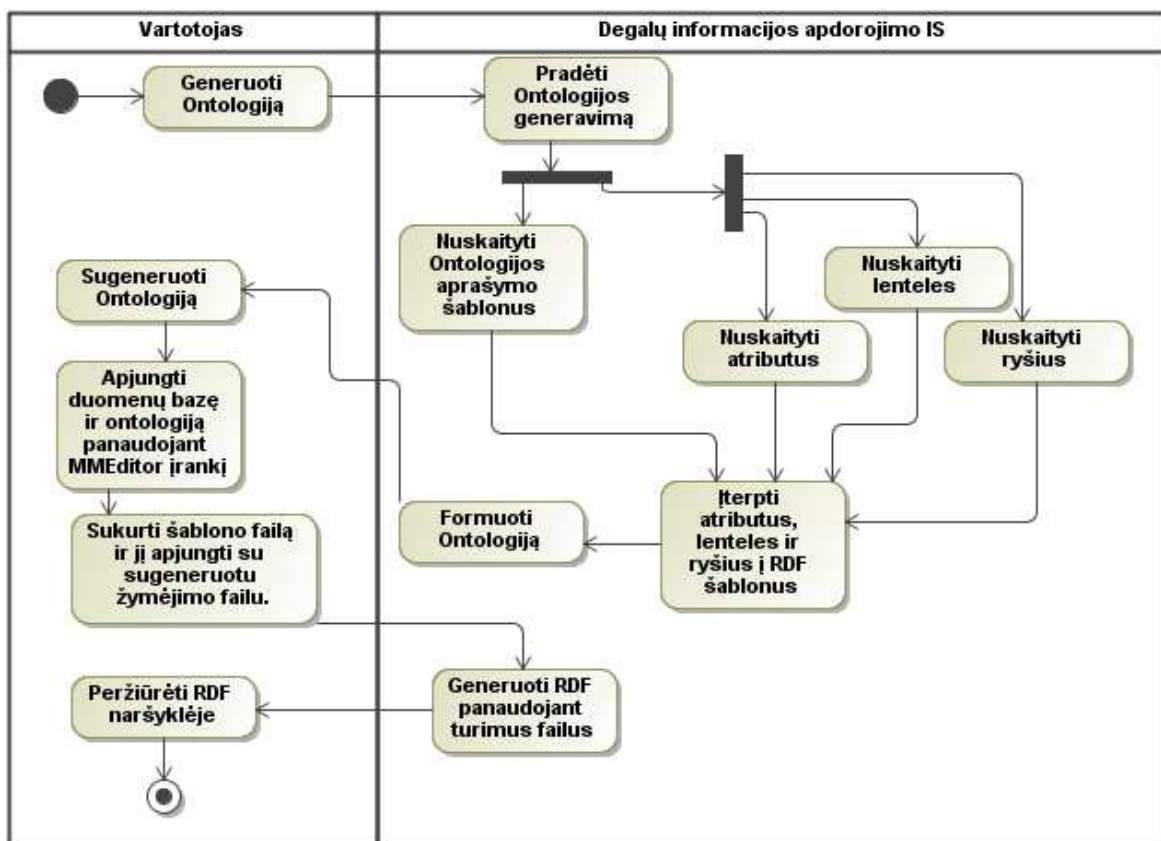 Vartotojas
Degalų informacijos apdorojimo IS
Generuoti
Ontologiją
Pradėti
Ontologijos
generavimą
Nuskaityti
Ontologijos
aprašymo
šablonus
Nuskaityti
lenteles
Sugeneruoti
Ontologiją
Nuskaityti
atributus
Nuskaityti
ryšius
Apjungti
duomenų bazę
ir ontologiją
panaudojant
MMEditor įrankį
Įterpti
atributus,
lenteles ir
ryšius į RDF
šablonus
Formuoti
Ontologiją
Sukurti šablono failą
ir jį apjungti su
sugeneruotu
žymėjimo failu.
Generuoti RDF
panaudojant
turimus failus
Peržiūrėti RDF
naršyklėje